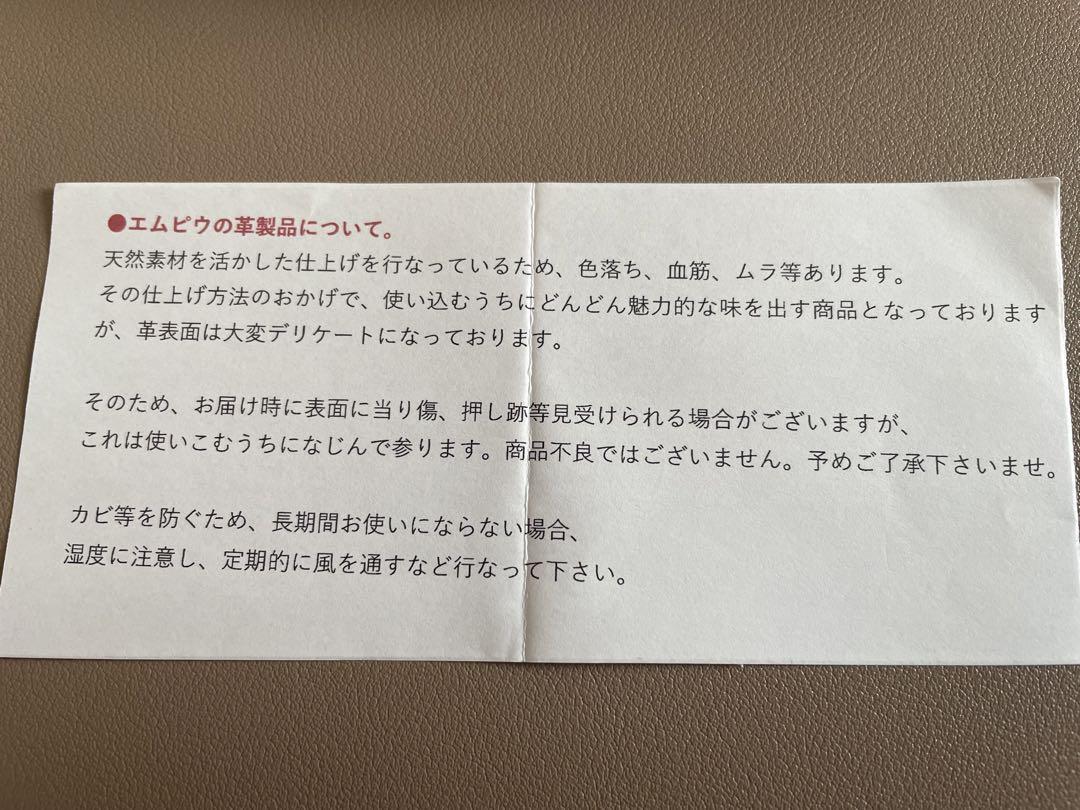 ●エムピウの革製品について。
天然素材を活かした仕上げを行なっているため、色落ち、血筋、ムラ等あります。
その仕上げ方法のおかげで、使い込むうちにどんどん魅力的な味を出す商品となっております
が、革表面は大変デリケートになっております。
そのため、お届け時に表面に当り傷、押し跡等見受けられる場合がございますが、
これは使いこむうちになじんで参ります。商品不良ではございません。予めご了承下さいませ。
カビ等を防ぐため、長期間お使いにならない場合、
湿度に注意し、定期的に風を通すなど行なって下さい。